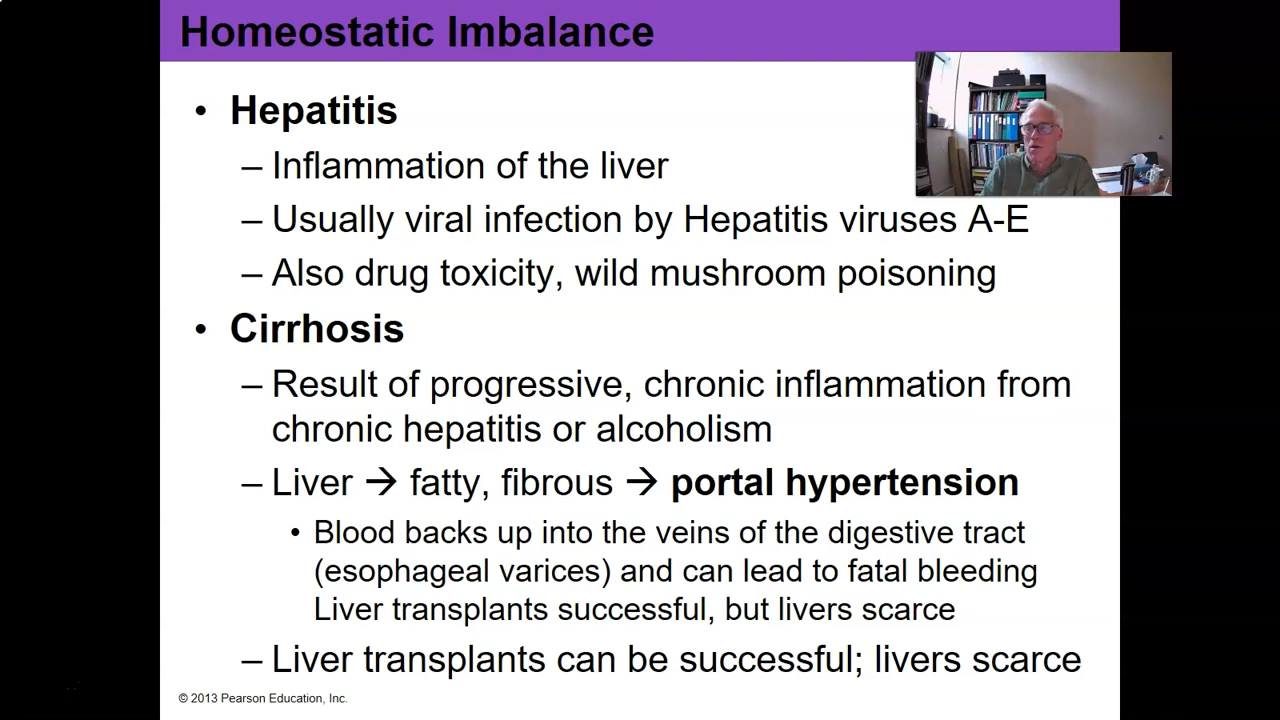 Homeostatic Imbalance
• Hepatitis
– Inflammation of the liver
– Usually viral infection by Hepatitis viruses A-E
– Also drug toxicity, wild mushroom poisoning
• Cirrhosis
– Result of progressive, chronic inflammation from
chronic hepatitis or alcoholism
– Liver → fatty, fibrous → portal hypertension
• Blood backs up into the veins of the digestive tract
(esophageal varices) and can lead to fatal bleeding
Liver transplants successful, but livers scarce
– Liver transplants can be successful; livers scarce
© 2013 Pearson Education, Inc.